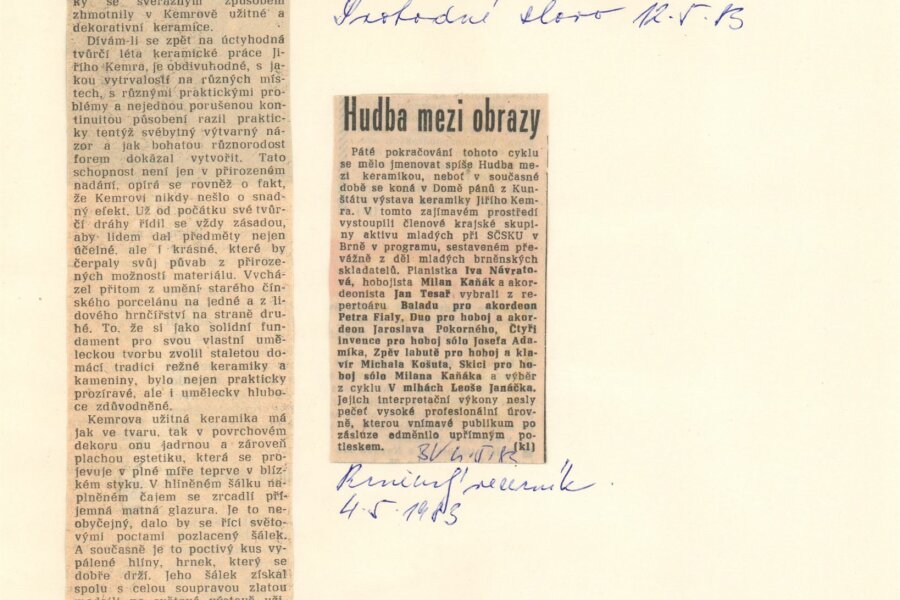 ky se svérázným způsobem
zhmotnily v Kemrově užitné a
dekorativní keramice.
Dívám-li se zpět na úctyhodná
tvůrčí léta keramické práce Ji-
řího Kemra, je obdivuhodné, s ja-
kou vytrvalostí na různých mís-
tech, s různými praktickými pro-
blémy a nejednou porušenou kon-
tinuitou působení razil praktic-
ky tentýž svébytný výtvarný ná-
zor a jak bohatou různorodost
forem dokázal vytvořit. Tato
schopnost není jen v přirozeném
nadání, opírá se rovněž o fakt,
že Kemrovi nikdy nešlo o snad-
ný efekt. Už od počátku své tvůr-
čí dráhy řídil se vždy zásadou,
aby lidem dal předměty nejen
účelné, ale i krásné, které by
čerpaly svůj půvab z přiroze-
ných možností materiálu. Vychá-
zel přitom z umění starého čín-
ského porcelánu na jedné a z li-
dového hrnčířství na straně dru-
hé. To, že si jako solidní fun-
dament pro svou vlastní umě-
leckou tvorbu zvolil staletou do-
mácí tradici režné keramiky a
kameniny, bylo nejen prakticky
prozíravé, ale i umělecky hlubo-
ce zdůvodněné.
Kemrova užitná keramika má
jak ve tvaru, tak v povrchovém
dekoru onu jadrnou a zároveň
plachou estetiku, která se pro-
jevuje v plné míře teprve v blíz-
kém styku. V hliněném šálku na-
plněném čajem se zrcadlí pří-
jemná matná glazura. Je to ne-
obyčejný, dalo by se říci světo-
vými poctami pozlacený šálek.
A současně je to poctivý kus vy-
pálené hlíny, hrnek, který se
dobře drží. Jeho šálek získal
spolu s celou soupravou zlatou
Svobodné slovo 12.5.83
Hudba mezi obrazy
Páté pokračování tohoto cyklu
se mělo jmenovat spíše Hudba me-
zi keramikou, neboť v současné
době se koná v Domě pánů z Kun-
štátu výstava keramiky Jiřího Kem-
ra. V tomto zajímavém prostředí
vystoupili členové krajské skupi-
ny aktivu mladých při SČSKU v
Brně v programu, sestaveném pře-
vážně z děl mladých brněnských
skladatelů. Pianistka Iva Návrato-
vá, hobojista Milan Kaňák a akor-
deonista Jan Tesař vybrali z re-
pertoáru Baladu pro akordeon
Petra Fialy, Duo pro hoboj a akor-
deon Jaroslava Pokorného, Čtyři
invence pro hoboj sólo Josefa Ada-
míka, Zpěv labutě pro hoboj a kla-
vír Michala Košuta, Skici pro ho-
boj sólo Milana Kaňáka a výběr
z cyklu V mlhách Leoše Janáčka.
Jejich interpretační výkony nesly
pečeť vysoké profesionální úrov-
ně, kterou vnímavé publikum po
zásluze odměnilo upřímným po-
tleskem. (kl)
Brněnský večerník
4.5.1983